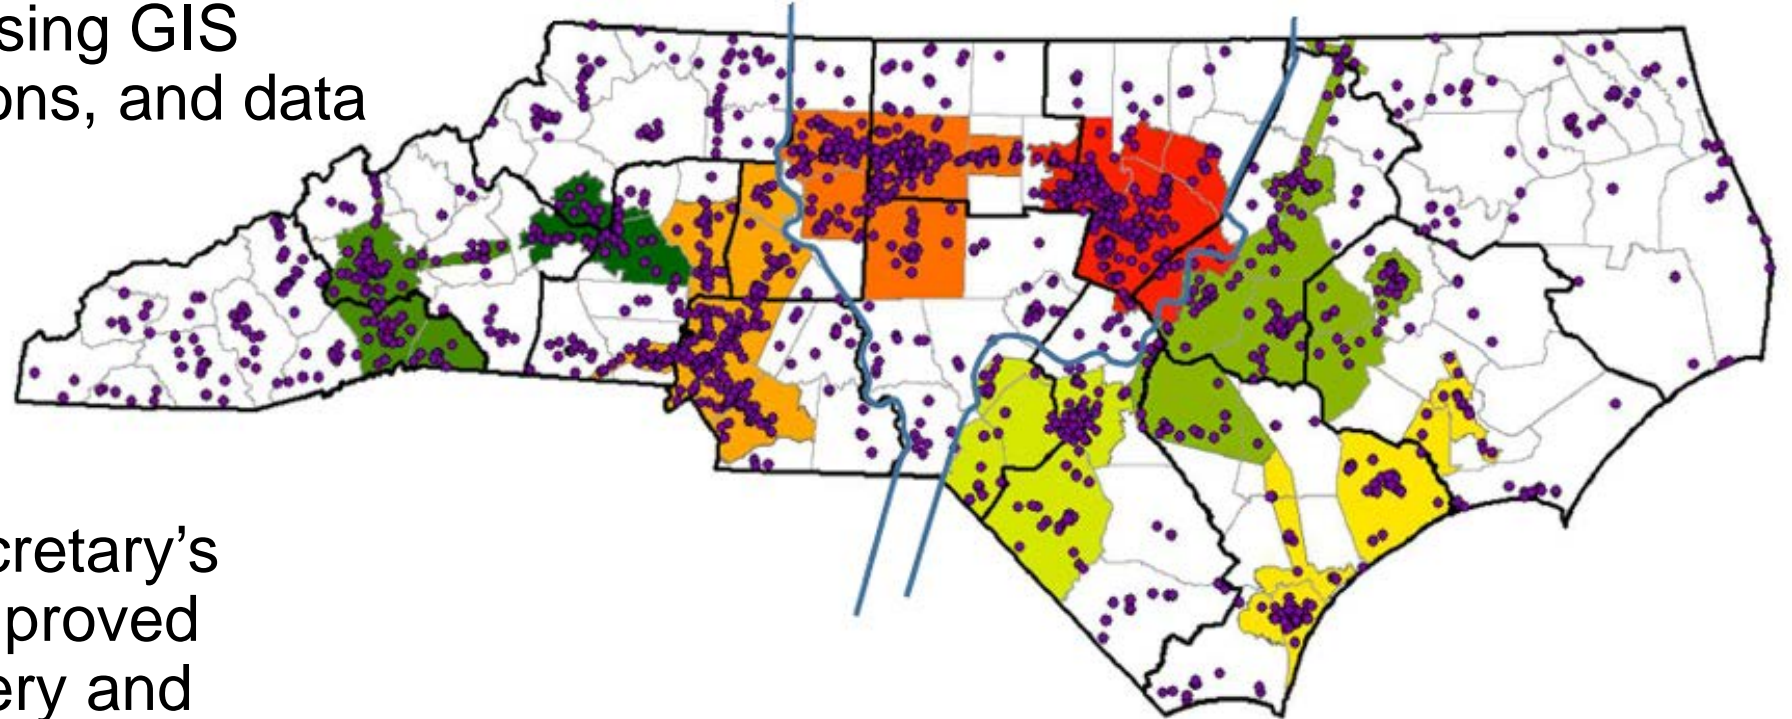 sing GIS
ons, and data
cretary’s
proved
ery and